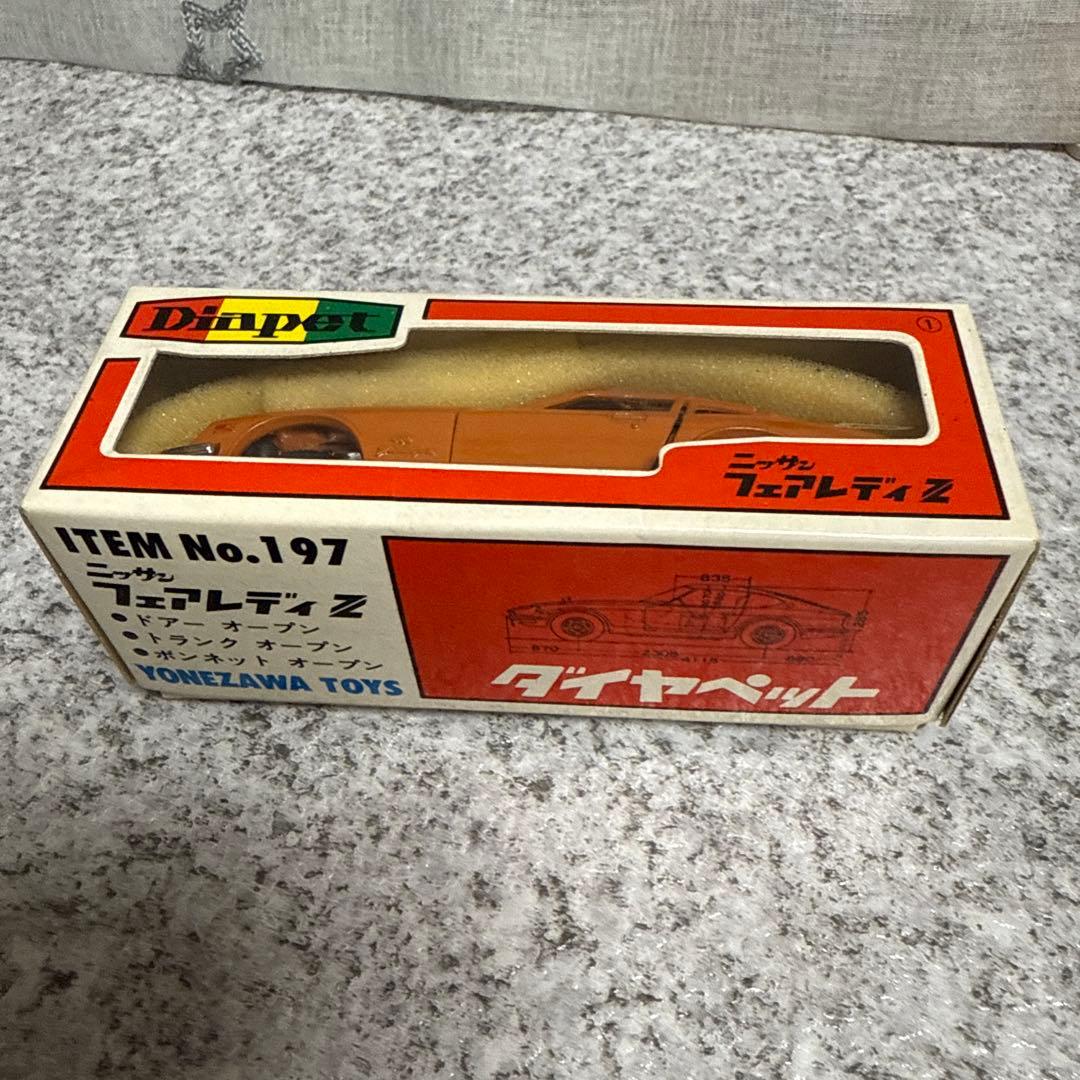 Diapet
①
ニッサン
フェアレディ Z
ITEM No.197
ニッサン
フェアレディ Z
• ドアー オープン
• トランク オープン
• ボンネット オープン
YONEZAWA TOYS
835
870
2305
4115
ダイヤペット